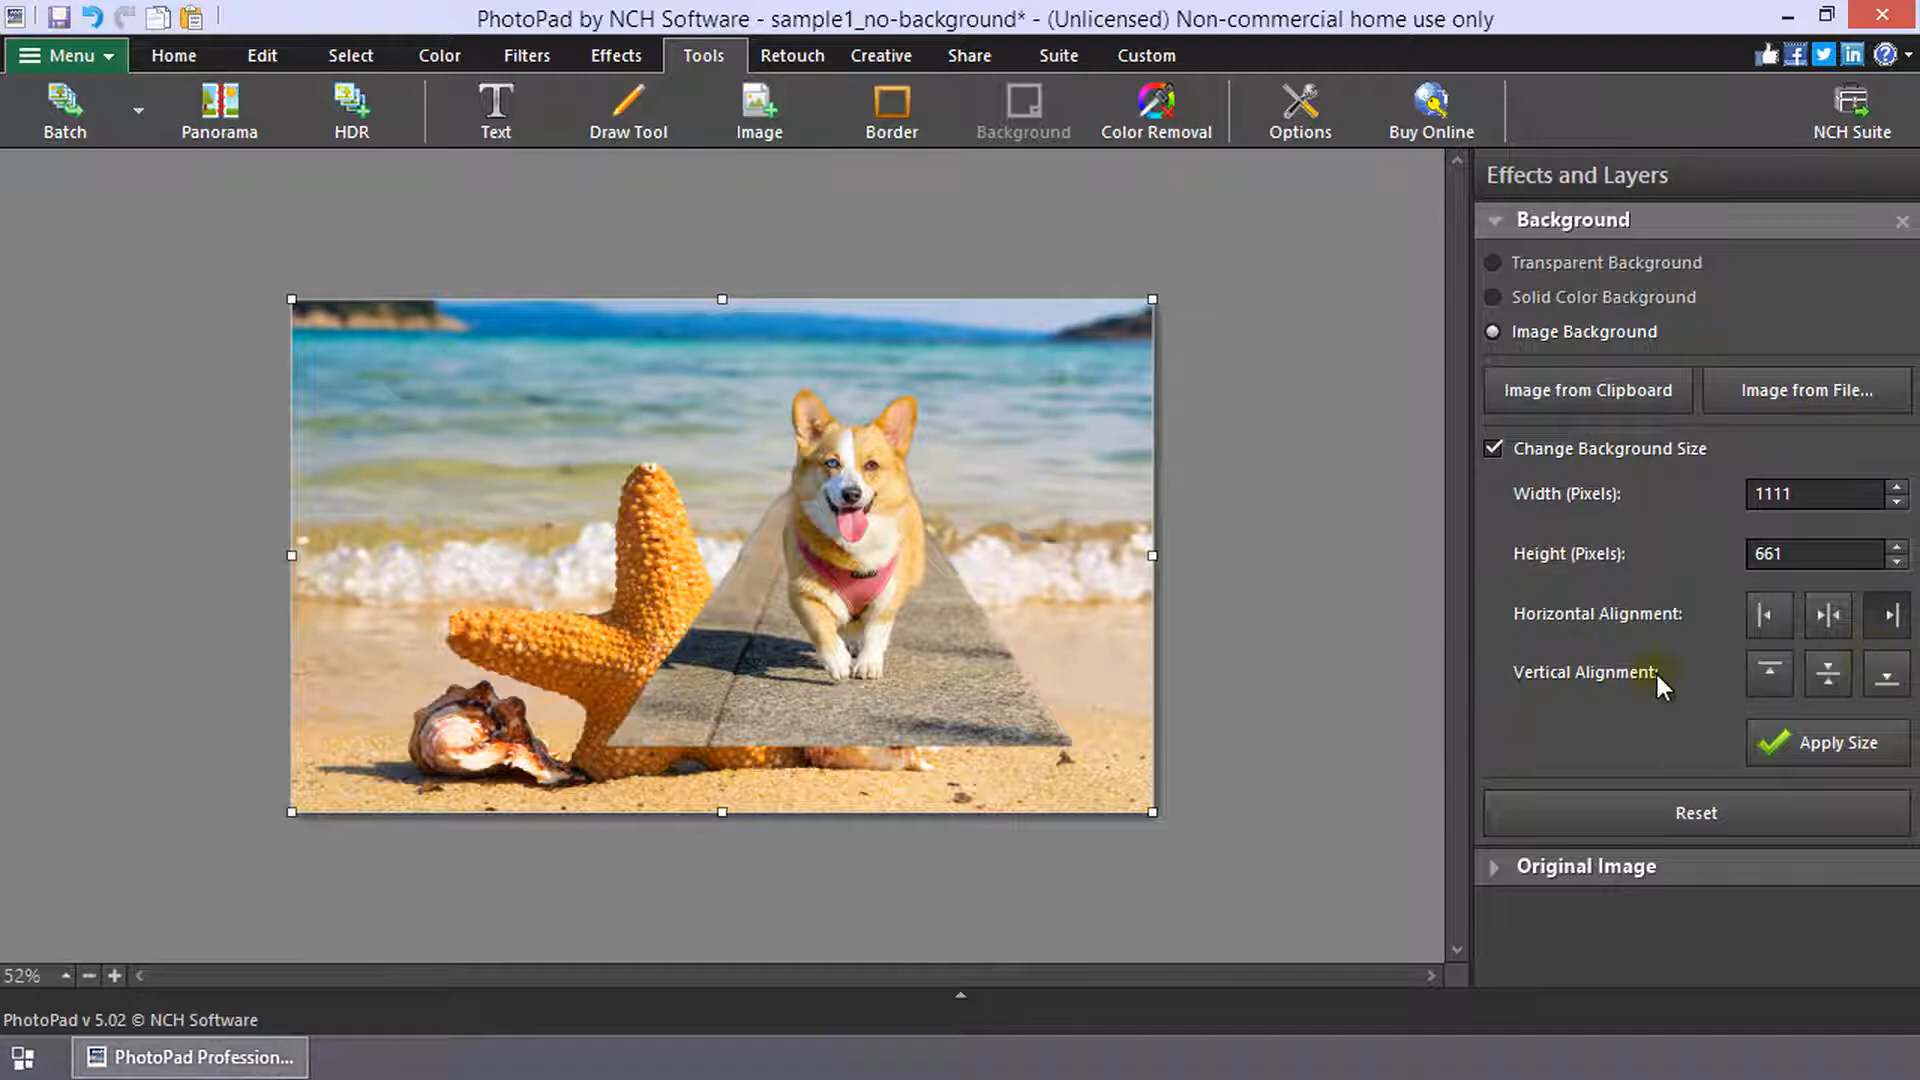 PhotoPad by NCH Software - sample1_no-background* - (Unlicensed) Non-commercial home use only
Menu Home Edit Select Color Filters Effects Tools Retouch Creative Share Suite Custom
Batch Panorama HDR Text Draw Tool Image Border Background Color Removal Options Buy Online NCH Suite
Effects and Layers
Background
Transparent Background
Solid Color Background
Image Background
Image from Clipboard Image from File...
Change Background Size
Width (Pixels): 1111
Height (Pixels): 661
Horizontal Alignment:
Vertical Alignment:
Apply Size
Reset
Original Image
52%
PhotoPad v 5.02 © NCH Software
PhotoPad Profession...